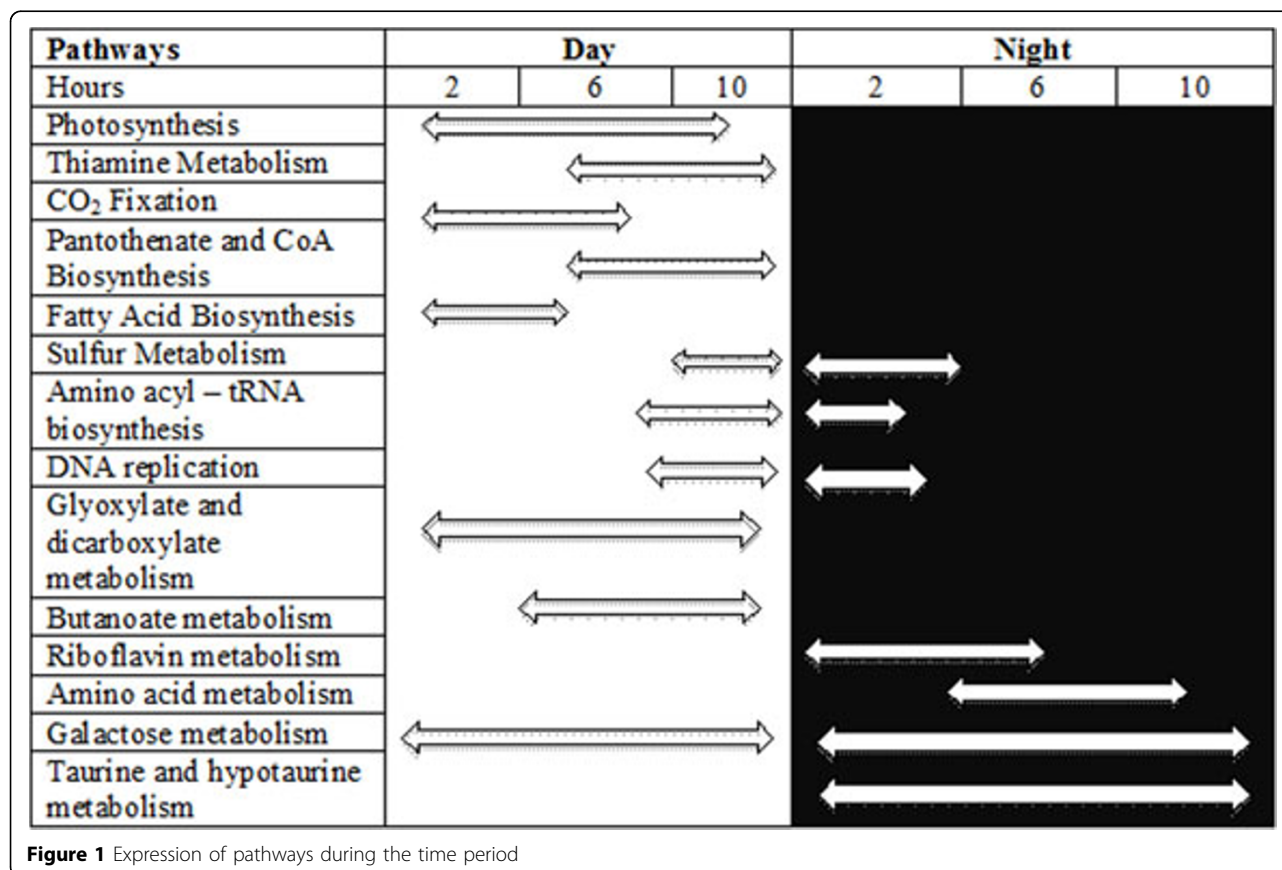 Pathways Day Night
Hours 2 6 10 2 6 10
Photosynthesis
Thiamine Metabolism
CO₂ Fixation
Pantothenate and CoA
Biosynthesis
Fatty Acid Biosynthesis
Sulfur Metabolism
Amino acyl – tRNA
biosynthesis
DNA replication
Glyoxylate and
dicarboxylate
metabolism
Butanoate metabolism
Riboflavin metabolism
Amino acid metabolism
Galactose metabolism
Taurine and hypotaurine
metabolism
Figure 1 Expression of pathways during the time period